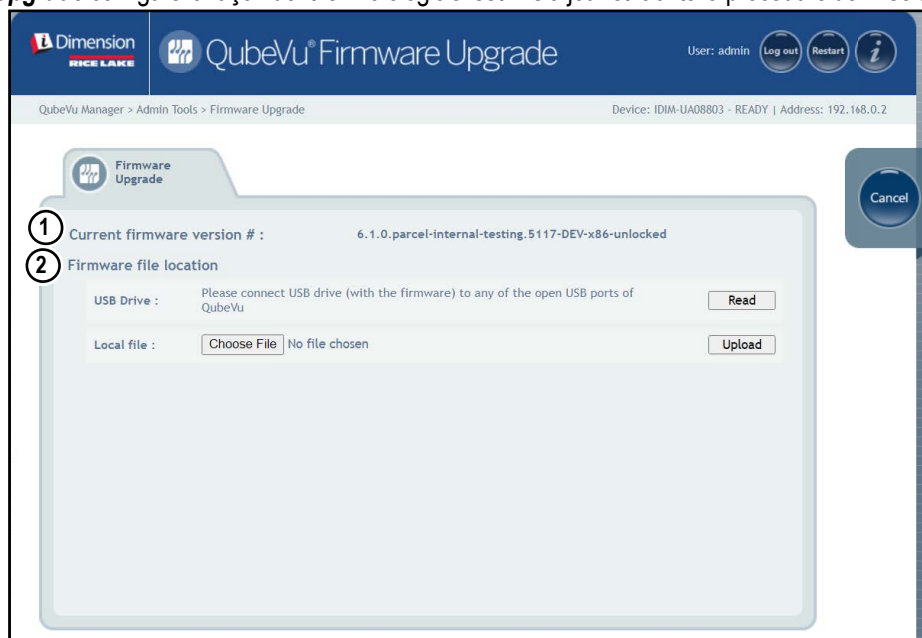 Dimension
RICE LAKE
QubeVu® Firmware Upgrade
User: admin
Log out
Restart
i
QubeVu Manager > Admin Tools > Firmware Upgrade
Device: IDIM-UA08803 - READY | Address: 192.168.0.2
Firmware
Upgrade
Cancel
1
Current firmware version # :
6.1.0.parcel-internal-testing.5117-DEV-x86-unlocked
2
Firmware file location
USB Drive :
Please connect USB drive (with the firmware) to any of the open USB ports of
QubeVu
Read
Local file :
Choose File No file chosen
Upload